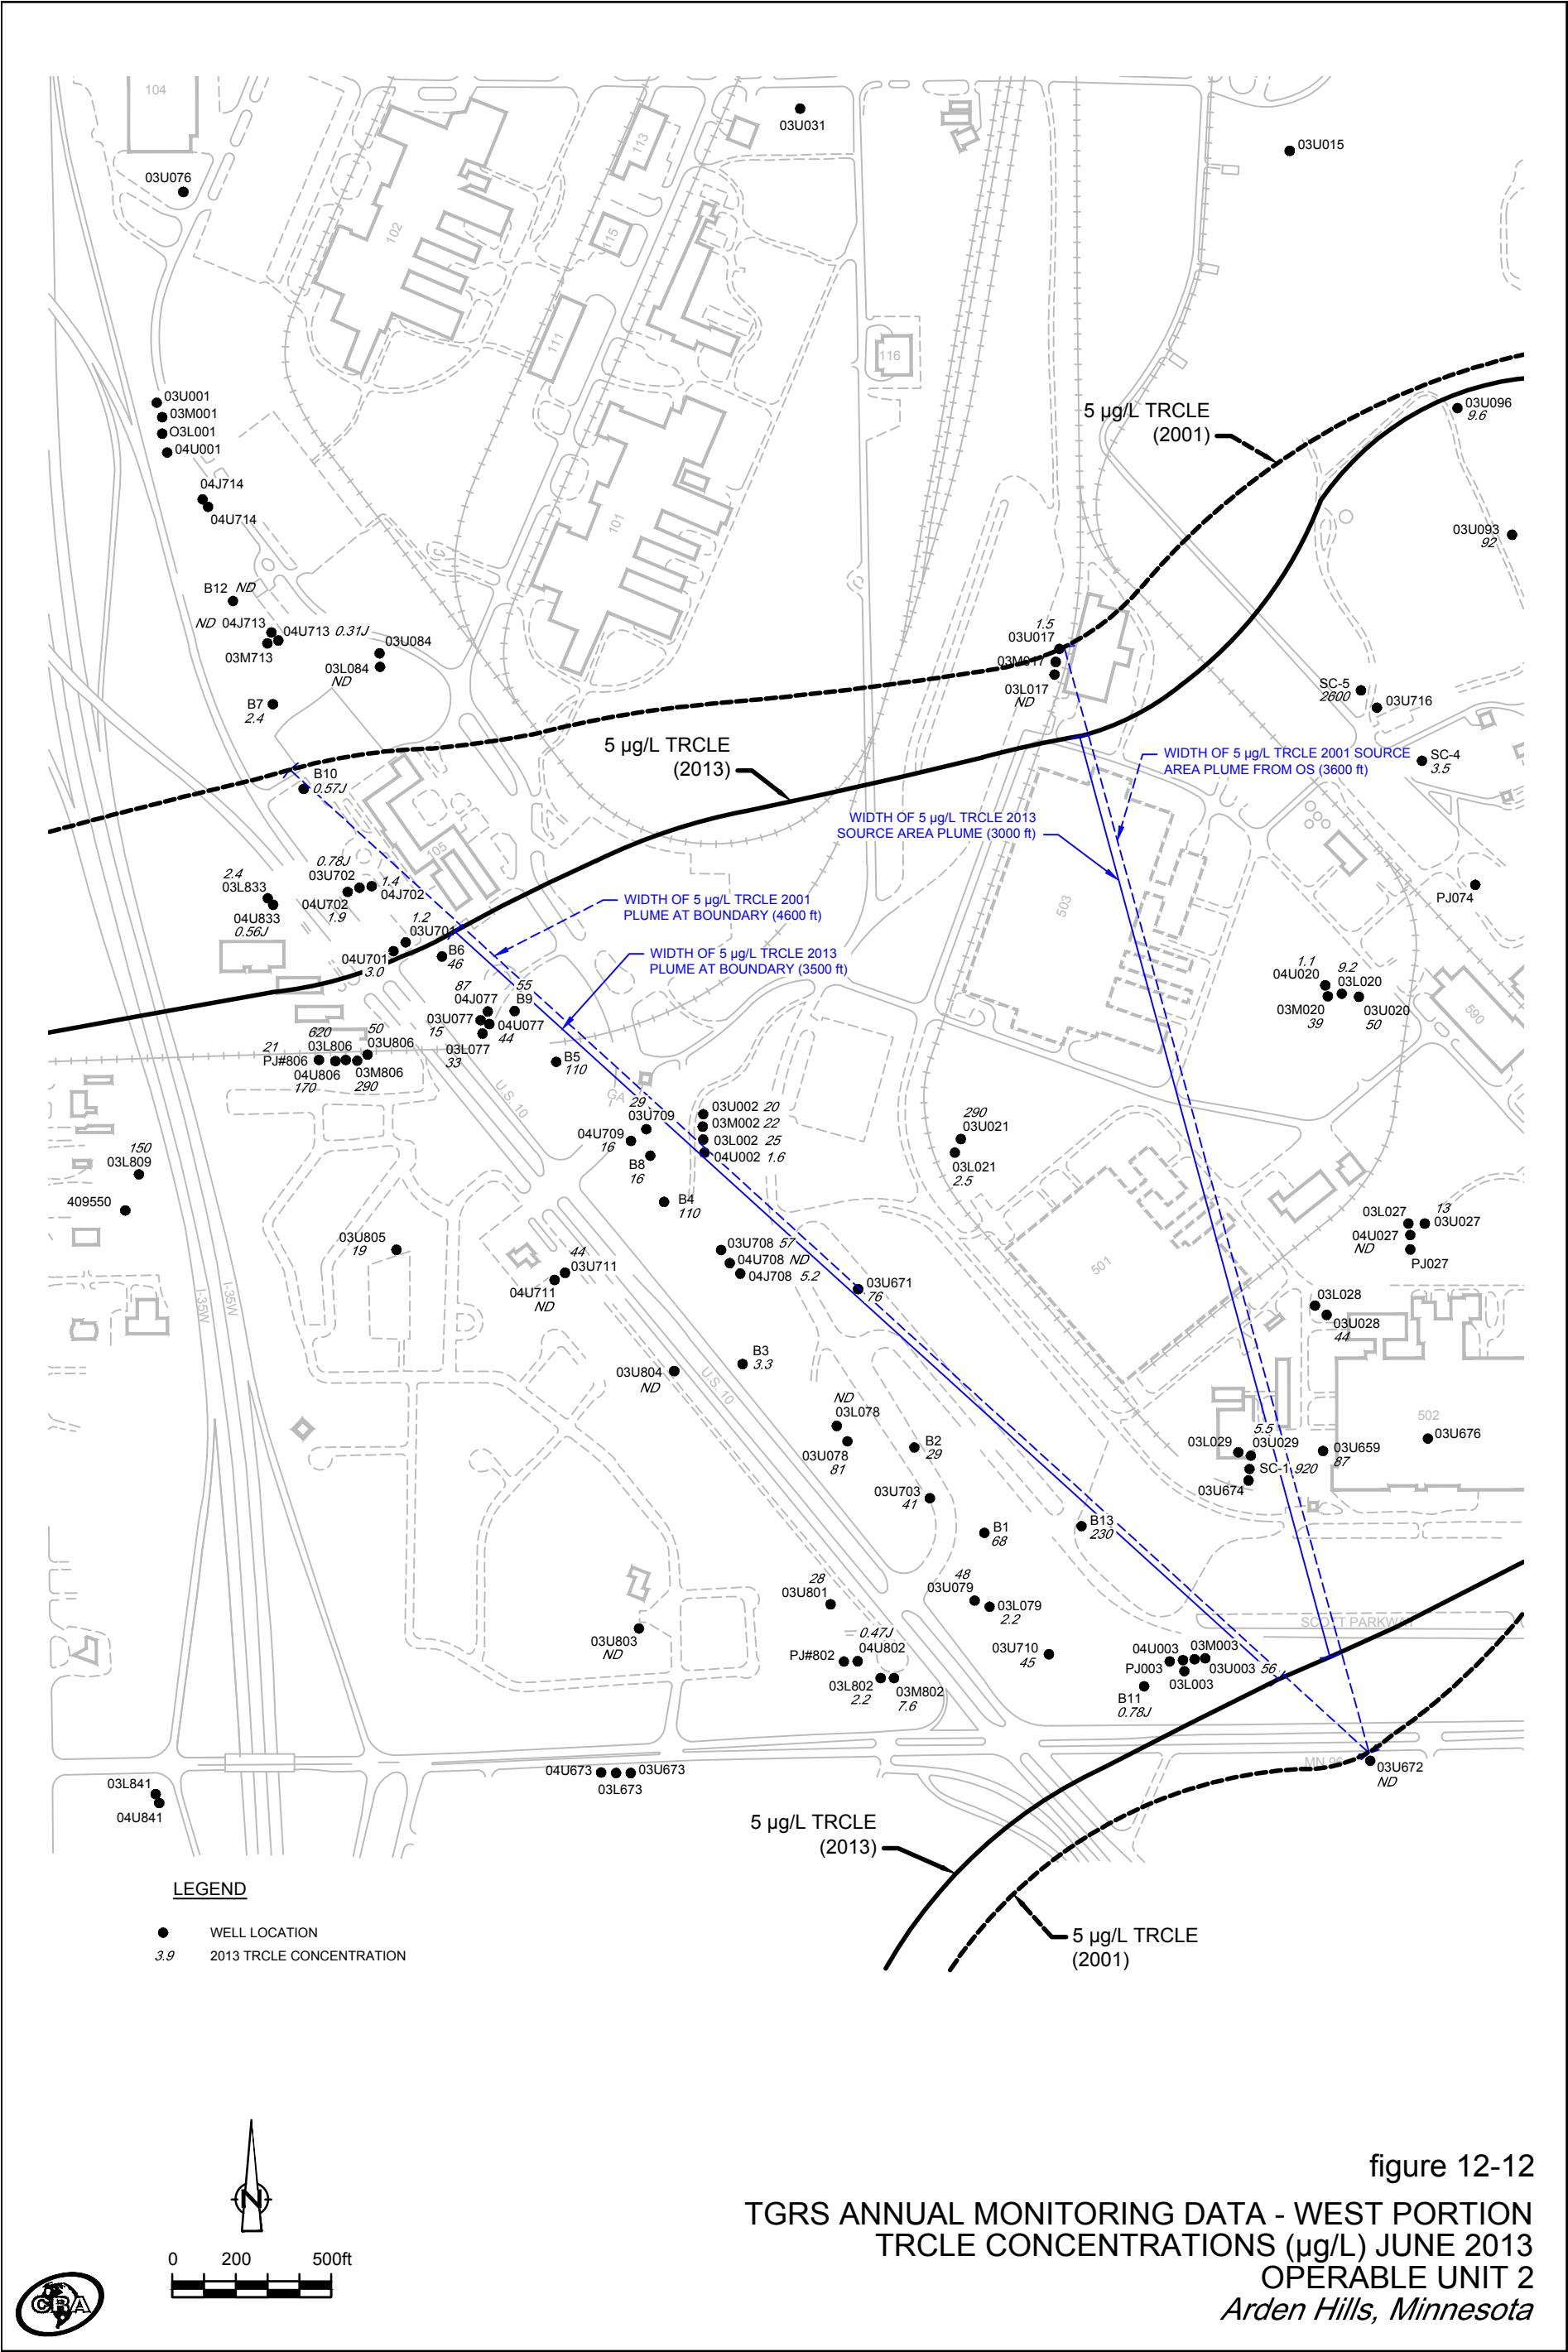 104
03U076
102
113
115
111
03U031
116
03U015
03U001
03M001
O3L001
04U001
04J714
04U714
101
5 µg/L TRCLE
(2001)
03U096
9.6
03U093
92
B12 ND
ND 04J713
04U713 0.31J
03M713
03U084
03L084
ND
B7
2.4
1.5
03U017
03M017
03L017
ND
SC-5
2600
03U716
SC-4
3.5
5 µg/L TRCLE
(2013)
WIDTH OF 5 µg/L TRCLE 2001 SOURCE
AREA PLUME FROM OS (3600 ft)
WIDTH OF 5 µg/L TRCLE 2013
SOURCE AREA PLUME (3000 ft)
B10
0.57J
105
2.4
03L833
04U833
0.56J
0.78J
03U702
1.4
04J702
04U702
1.9
1.2
03U701
04U701
3.0
B6
46
WIDTH OF 5 µg/L TRCLE 2001
PLUME AT BOUNDARY (4600 ft)
WIDTH OF 5 µg/L TRCLE 2013
PLUME AT BOUNDARY (3500 ft)
503
PJ074
87
04J077
55
B9
03U077
15
04U077
44
03L077
33
B5
110
1.1
04U020
9.2
03L020
03M020
39
03U020
50
590
21
PJ#806
620
03L806
50
03U806
04U806
170
03M806
290
U.S. 10
GA
29
03U709
04U709
16
B8
16
03U002 20
03M002 22
03L002 25
04U002 1.6
B4
110
290
03U021
03L021
2.5
150
03L809
409550
03U805
19
44
03U711
04U711
ND
03U708 57
04U708 ND
04J708 5.2
03U671
76
501
03L027
13
03U027
04U027
ND
PJ027
03L028
03U028
44
I-35W
I-35W
03U804
ND
B3
3.3
U.S. 10
ND
03L078
03U078
81
B2
29
03U703
41
B1
68
B13
230
502
03U676
5.5
03L029
03U029
SC-1 920
03U674
03U659
87
28
03U801
48
03U079
03L079
2.2
SCOTT PARKWAY
03U803
ND
0.47J
PJ#802
04U802
03L802
2.2
03M802
7.6
03U710
45
04U003
03M003
PJ003
03U003 56
03L003
B11
0.78J
MN 96
03U672
ND
04U673
03U673
03L673
03L841
04U841
5 µg/L TRCLE
(2013)
5 µg/L TRCLE
(2001)
LEGEND
WELL LOCATION
3.9 2013 TRCLE CONCENTRATION
N
0 200 500ft
CRA
figure 12-12
TGRS ANNUAL MONITORING DATA - WEST PORTION
TRCLE CONCENTRATIONS (µg/L) JUNE 2013
OPERABLE UNIT 2
Arden Hills, Minnesota